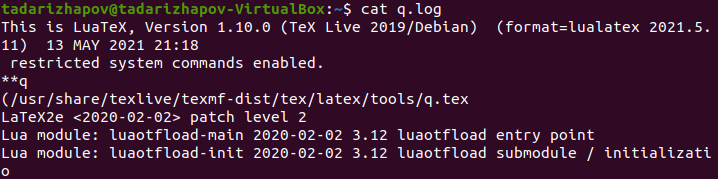 tadarizhapov@tadarizhapov-VirtualBox:~$ cat q.log
This is LuaTeX, Version 1.10.0 (TeX Live 2019/Debian)  (format=lualatex 2021.5.
11)  13 MAY 2021 21:18
 restricted system commands enabled.
**q
(/usr/share/texlive/texmf-dist/tex/latex/tools/q.tex
LaTeX2e <2020-02-02> patch level 2
Lua module: luaotfload-main 2020-02-02 3.12 luaotfload entry point
Lua module: luaotfload-init 2020-02-02 3.12 luaotfload submodule / initializatio
o